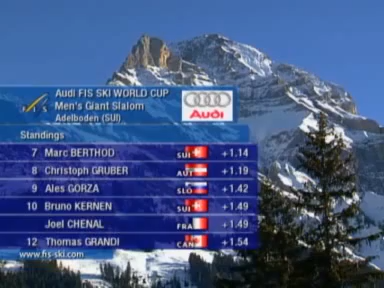 Audi FIS SKI WORLD CUP
Men's Giant Slalom
Adelboden (SUI)
FIS
Audi
Standings
7 Marc BERTHOD SUI +1.14
8 Christoph GRUBER AUT +1.19
9 Ales GORZA SLO +1.42
10 Bruno KERNEN SUI +1.49
Joel CHENAL FRA +1.49
12 Thomas GRANDI CAN +1.54
www.fis-ski.com